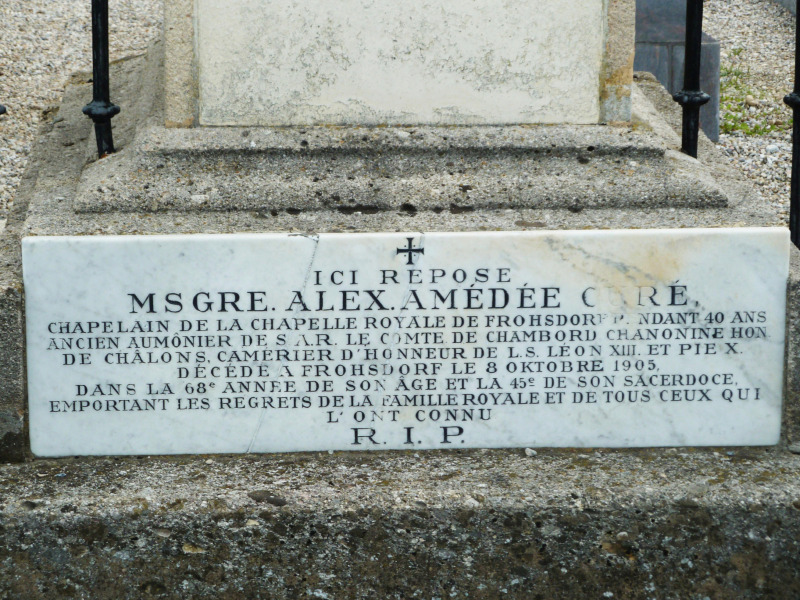 ICI REPOSE
MSGRE. ALEX. AMÉDÉE CURÉ,
CHAPELAIN DE LA CHAPELLE ROYALE DE FROHSDORF PENDANT 40 ANS
ANCIEN AUMÔNIER DE S.A.R. LE COMTE DE CHAMBORD CHANONINE HON.
DE CHÂLONS, CAMÉRIER D'HONNEUR DE L.S. LÉON XIII. ET PIE X.
DÉCÉDÉ A FROHSDORF LE 8 OKTOBRE 1905,
DANS LA 68e ANNÉE DE SON ÂGE ET LA 45e DE SON SACERDOCE,
EMPORTANT LES REGRETS DE LA FAMILLE ROYALE ET DE TOUS CEUX QUI
L'ONT CONNU
R. I. P.